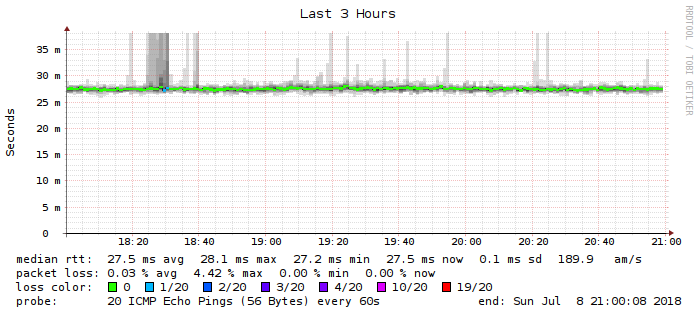 Last 3 Hours
RRDTOOL / TOBI OETIKER
Seconds
35 m
30 m
25 m
20 m
15 m
10 m
5 m
0
18:20 18:40 19:00 19:20 19:40 20:00 20:20 20:40 21:00
median rtt: 27.5 ms avg 28.1 ms max 27.2 ms min 27.5 ms now 0.1 ms sd 189.9 am/s
packet loss: 0.03 % avg 4.42 % max 0.00 % min 0.00 % now
loss color: 0 1/20 2/20 3/20 4/20 10/20 19/20
probe: 20 ICMP Echo Pings (56 Bytes) every 60s end: Sun Jul 8 21:00:08 2018